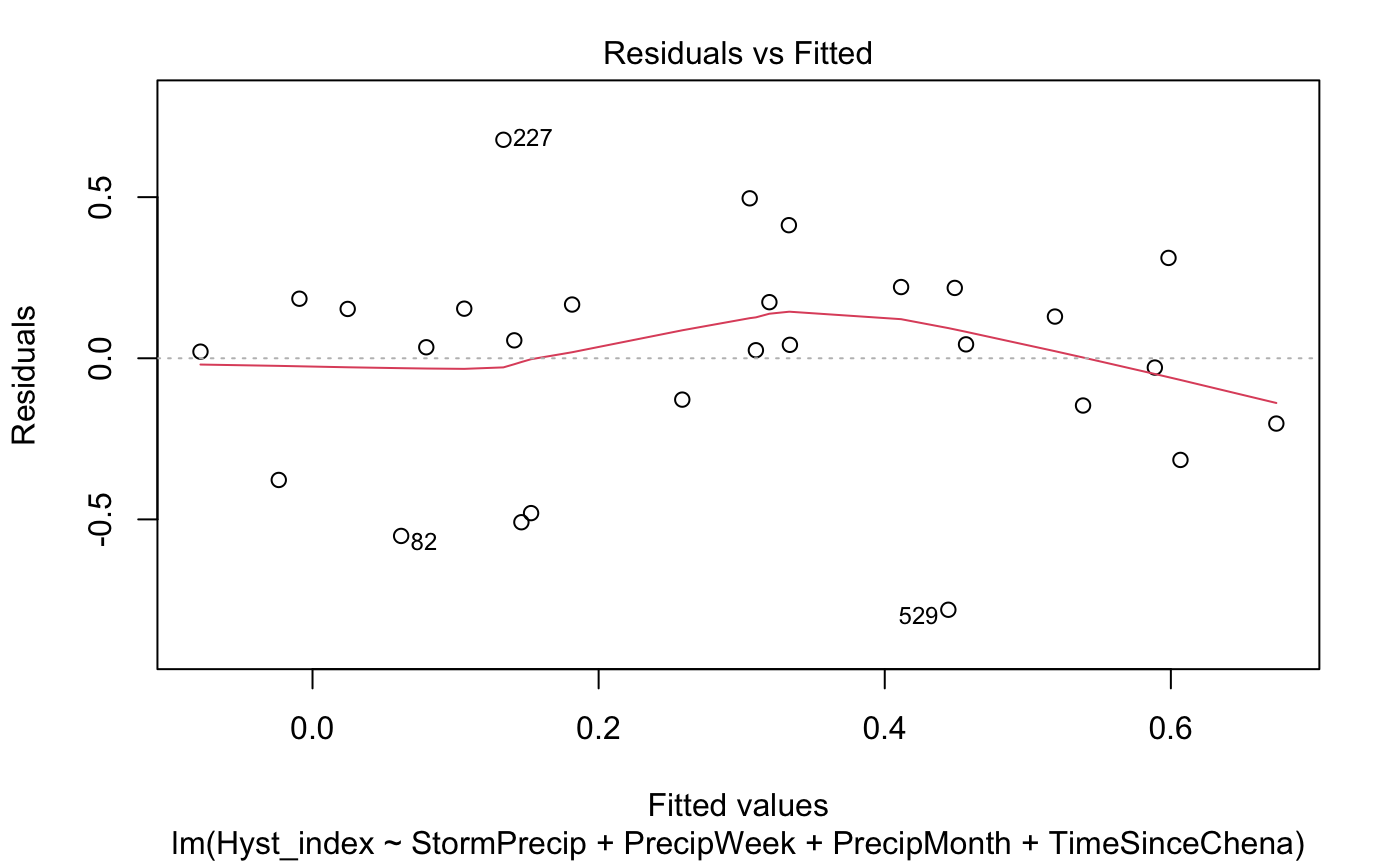 Residuals vs Fitted
Residuals
0.5
0.0
-0.5
227
82
529
0.0 0.2 0.4 0.6
Fitted values
lm(Hyst_index ~ StormPrecip + PrecipWeek + PrecipMonth + TimeSinceChena)